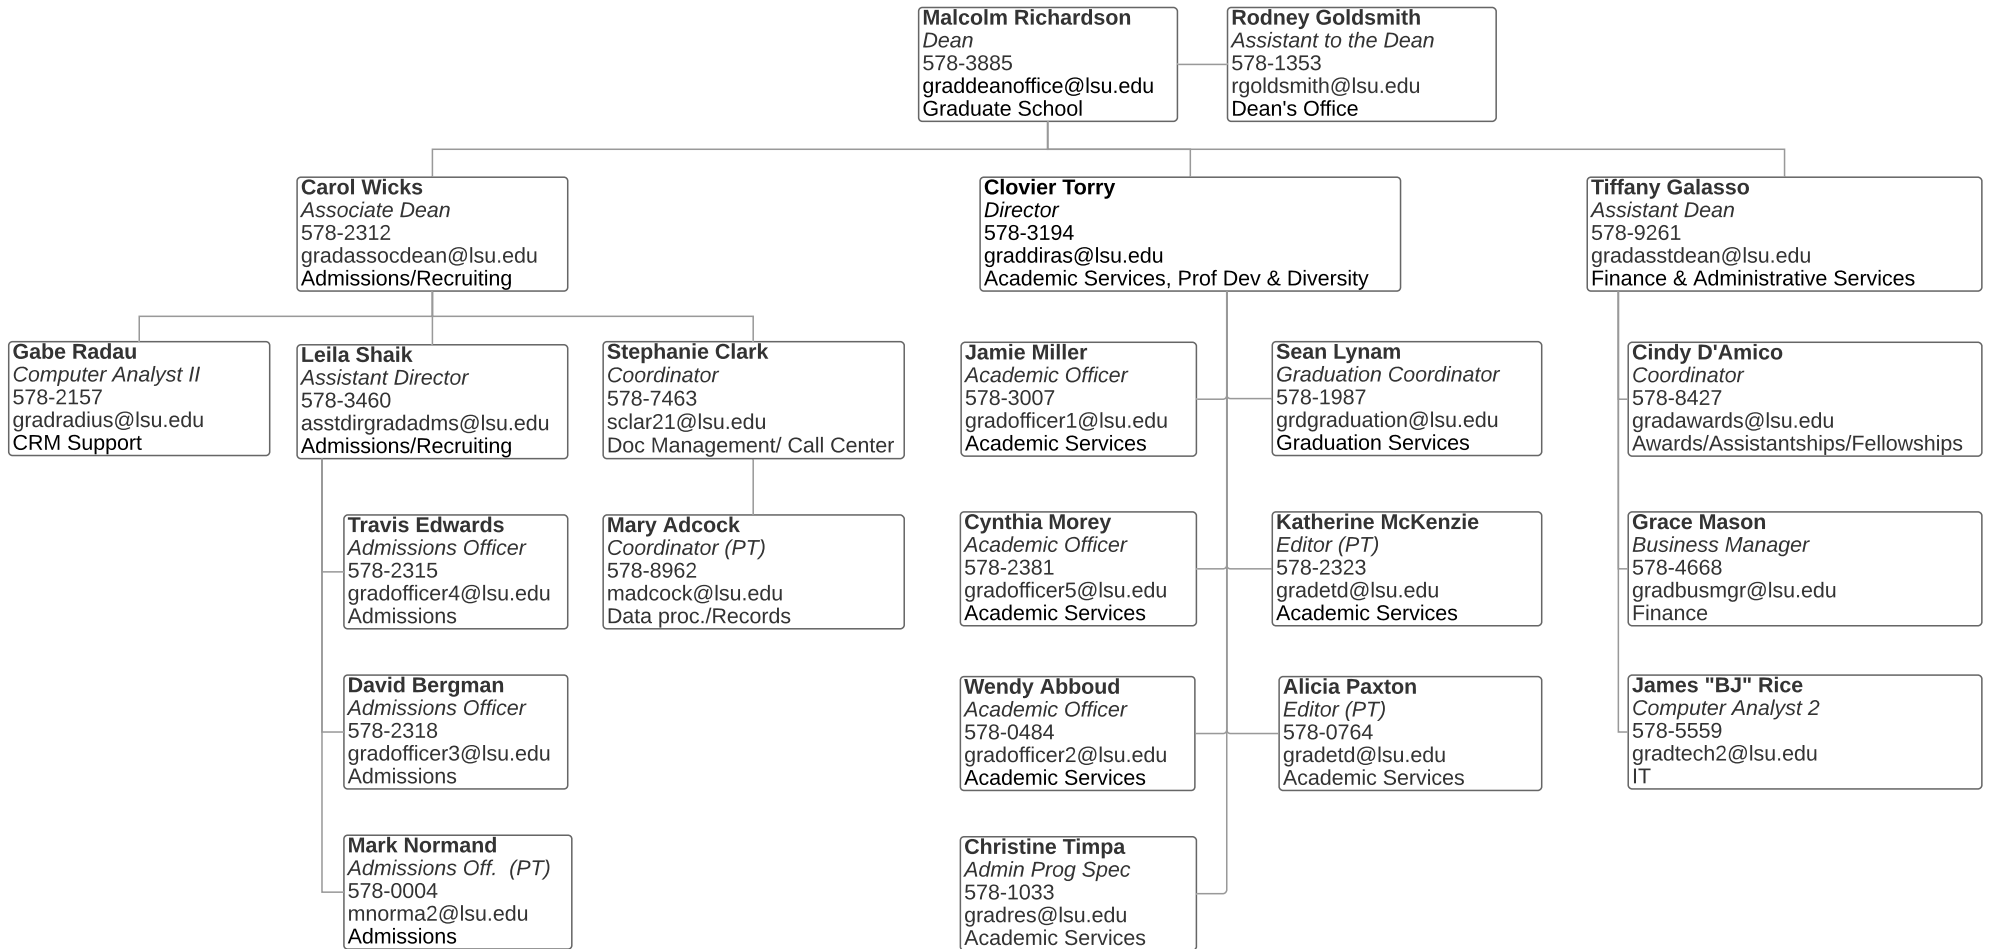 Malcolm Richardson
Dean
578-3885
graddeanoffice@lsu.edu
Graduate School
Rodney Goldsmith
Assistant to the Dean
578-1353
rgoldsmith@lsu.edu
Dean's Office
Carol Wicks
Associate Dean
578-2312
gradassocdean@lsu.edu
Admissions/Recruiting
Clovier Torry
Director
578-3194
graddiras@lsu.edu
Academic Services, Prof Dev & Diversity
Tiffany Galasso
Assistant Dean
578-9261
gradasstdean@lsu.edu
Finance & Administrative Services
Gabe Radau
Computer Analyst II
578-2157
gradradius@lsu.edu
CRM Support
Leila Shaik
Assistant Director
578-3460
asstdirgradadms@lsu.edu
Admissions/Recruiting
Stephanie Clark
Coordinator
578-7463
sclar21@lsu.edu
Doc Management/ Call Center
Jamie Miller
Academic Officer
578-3007
gradofficer1@lsu.edu
Academic Services
Sean Lynam
Graduation Coordinator
578-1987
grdgraduation@lsu.edu
Graduation Services
Cindy D'Amico
Coordinator
578-8427
gradawards@lsu.edu
Awards/Assistantships/Fellowships
Travis Edwards
Admissions Officer
578-2315
gradofficer4@lsu.edu
Admissions
Mary Adcock
Coordinator (PT)
578-8962
madcock@lsu.edu
Data proc./Records
Cynthia Morey
Academic Officer
578-2381
gradofficer5@lsu.edu
Academic Services
Katherine McKenzie
Editor (PT)
578-2323
gradetd@lsu.edu
Academic Services
Grace Mason
Business Manager
578-4668
gradbusmgr@lsu.edu
Finance
David Bergman
Admissions Officer
578-2318
gradofficer3@lsu.edu
Admissions
Wendy Abboud
Academic Officer
578-0484
gradofficer2@lsu.edu
Academic Services
Alicia Paxton
Editor (PT)
578-0764
gradetd@lsu.edu
Academic Services
James "BJ" Rice
Computer Analyst 2
578-5559
gradtech2@lsu.edu
IT
Mark Normand
Admissions Off. (PT)
578-0004
mnorma2@lsu.edu
Admissions
Christine Timpa
Admin Prog Spec
578-1033
gradres@lsu.edu
Academic Services